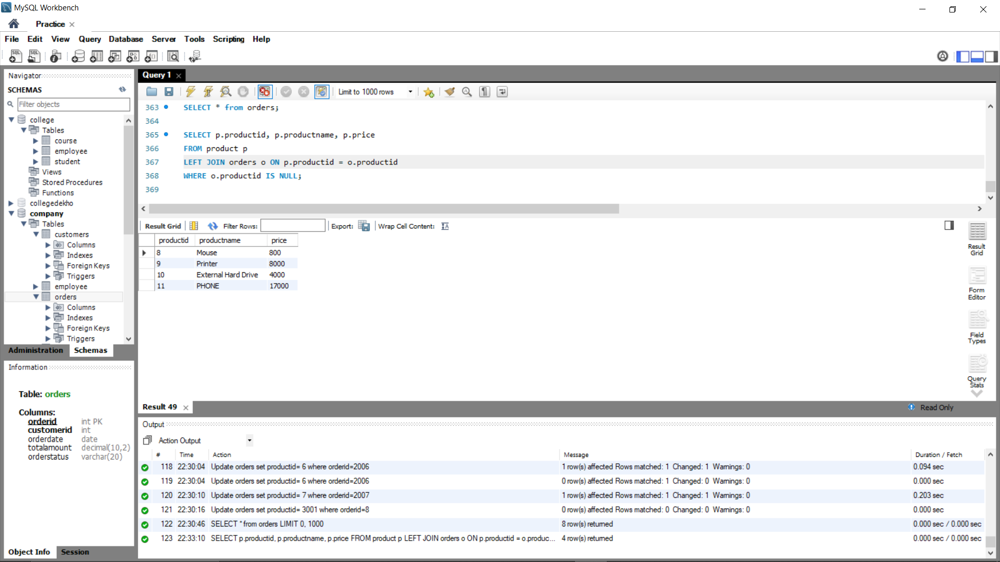 MySQL Workbench
Practice
File Edit View Query Database Server Tools Scripting Help
Navigator
SCHEMAS
Filter objects
college
Tables
course
employee
student
Views
Stored Procedures
Functions
collegedekho
company
Tables
customers
Columns
Indexes
Foreign Keys
Triggers
employee
orders
Columns
Indexes
Foreign Keys
Triggers
Administration Schemas
Information
Table: orders
Columns:
orderid int PK
customerid int
orderdate date
totalamount decimal(10,2)
orderstatus varchar(20)
Object Info Session
Query 1
Limit to 1000 rows
363 SELECT * from orders;
364
365 SELECT p.productid, p.productname, p.price
366 FROM product p
367 LEFT JOIN orders o ON p.productid = o.productid
368 WHERE o.productid IS NULL;
369
Result Grid Filter Rows: Export: Wrap Cell Content:
productid productname price
8 Mouse 800
9 Printer 8000
10 External Hard Drive 4000
11 PHONE 17000
Result
Grid
Form
Editor
Field
Types
Query
Stats
Result 49
Read Only
Output
Action Output
# Time Action Message Duration / Fetch
118 22:30:04 Update orders set productid= 6 where orderid=2006 1 row(s) affected Rows matched: 1 Changed: 1 Warnings: 0 0.094 sec
119 22:30:04 Update orders set productid= 6 where orderid=2006 0 row(s) affected Rows matched: 1 Changed: 0 Warnings: 0 0.000 sec
120 22:30:10 Update orders set productid= 7 where orderid=2007 1 row(s) affected Rows matched: 1 Changed: 1 Warnings: 0 0.203 sec
121 22:30:16 Update orders set productid= 3001 where orderid=8 0 row(s) affected Rows matched: 0 Changed: 0 Warnings: 0 0.000 sec
122 22:30:46 SELECT * from orders LIMIT 0, 1000 8 row(s) returned 0.000 sec / 0.000 sec
123 22:33:10 SELECT p.productid, p.productname, p.price FROM product p LEFT JOIN orders o ON p.productid = o.produc... 4 row(s) returned 0.000 sec / 0.000 sec